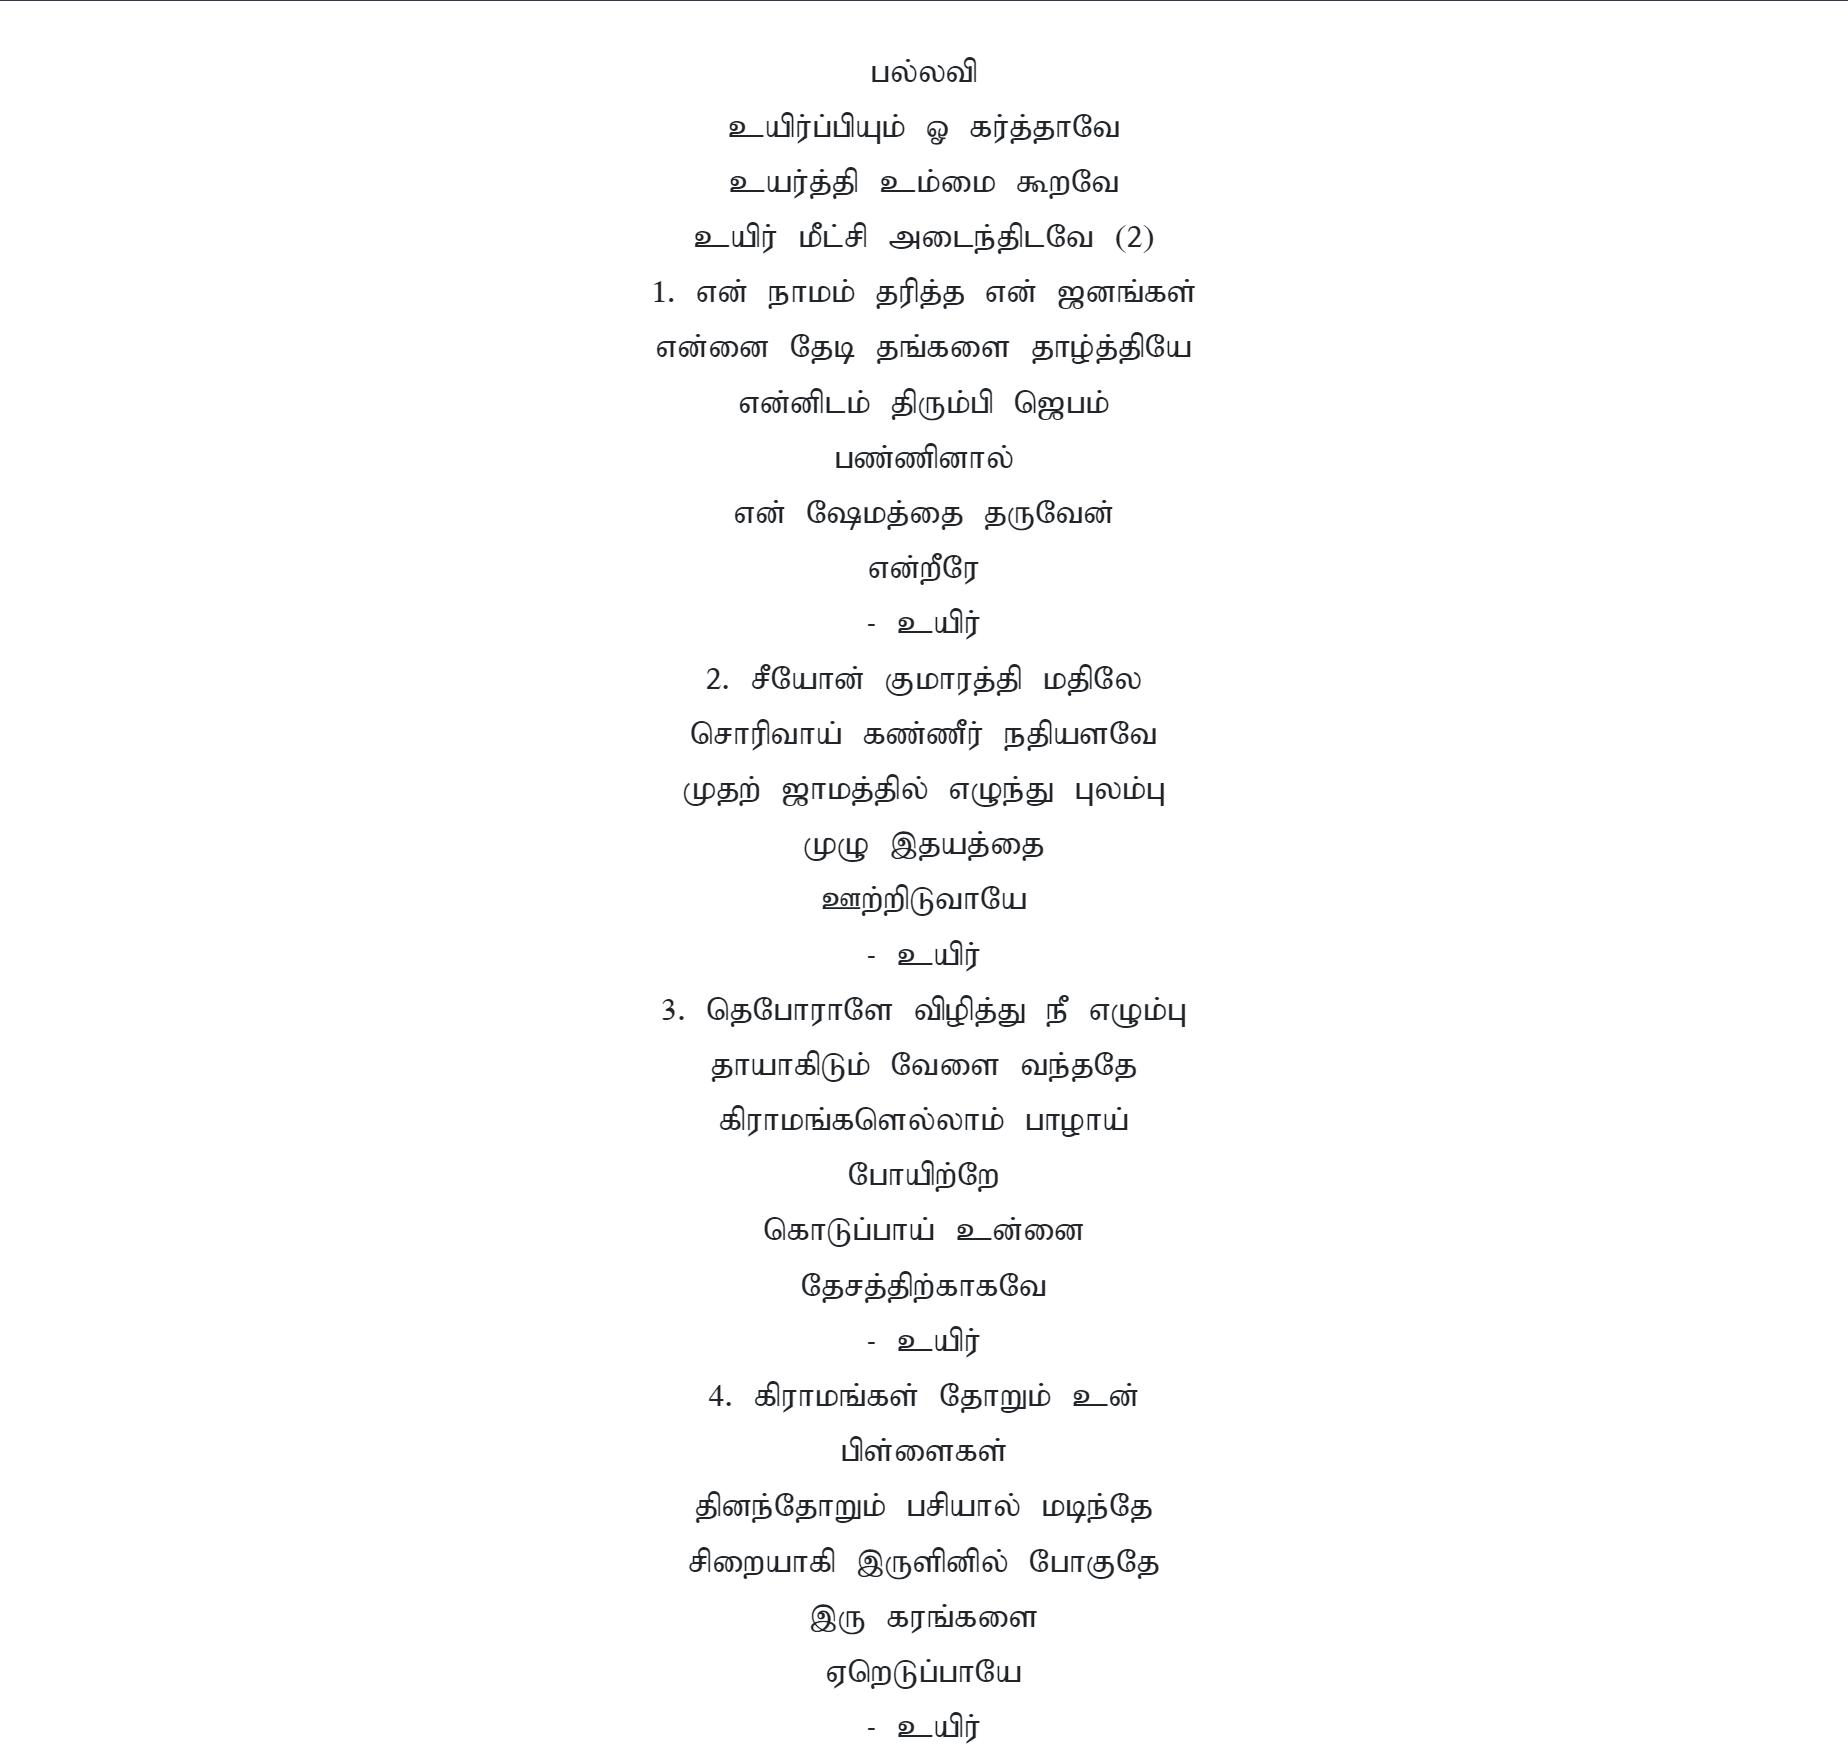 பல்லவி
உயிர்ப்பியும் ஓ கர்த்தாவே
உயர்த்தி உம்மை கூறவே
உயிர் மீட்சி அடைந்திடவே (2)
1. என் நாமம் தரித்த என் ஜனங்கள்
என்னை தேடி தங்களை தாழ்த்தியே
என்னிடம் திரும்பி ஜெபம்
பண்ணினால்
என் ஷேமத்தை தருவேன்
என்றீரே
- உயிர்
2. சீயோன் குமாரத்தி மதிலே
சொரிவாய் கண்ணீர் நதியளவே
முதற் ஜாமத்தில் எழுந்து புலம்பு
முழு இதயத்தை
ஊற்றிடுவாயே
- உயிர்
3. தெபோராளே விழித்து நீ எழும்பு
தாயாகிடும் வேளை வந்ததே
கிராமங்களெல்லாம் பாழாய்
போயிற்றே
கொடுப்பாய் உன்னை
தேசத்திற்காகவே
- உயிர்
4. கிராமங்கள் தோறும் உன்
பிள்ளைகள்
தினந்தோறும் பசியால் மடிந்தே
சிறையாகி இருளினில் போகுதே
இரு கரங்களை
ஏறெடுப்பாயே
- உயிர்